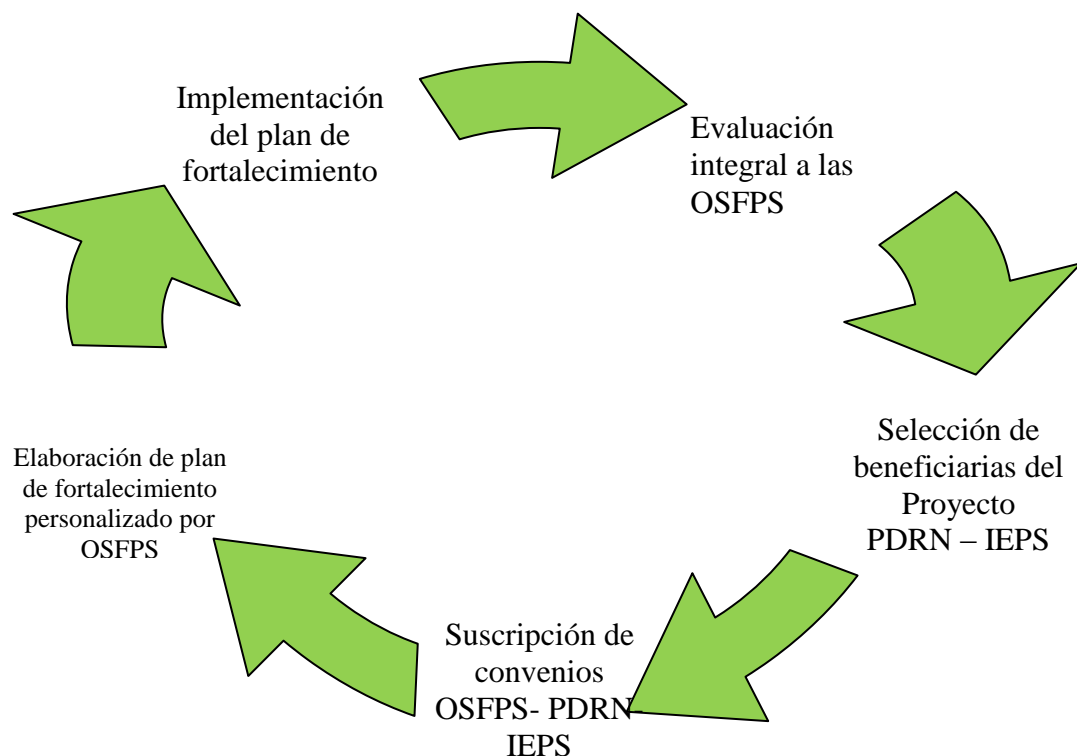 Implementación
del plan de
fortalecimiento
Evaluación
integral a las
OSFPS
Selección de
beneficiarias del
Proyecto
PDRN – IEPS
Suscripción de
convenios
OSFPS- PDRN-
IEPS
Elaboración de plan
de fortalecimiento
personalizado por
OSFPS